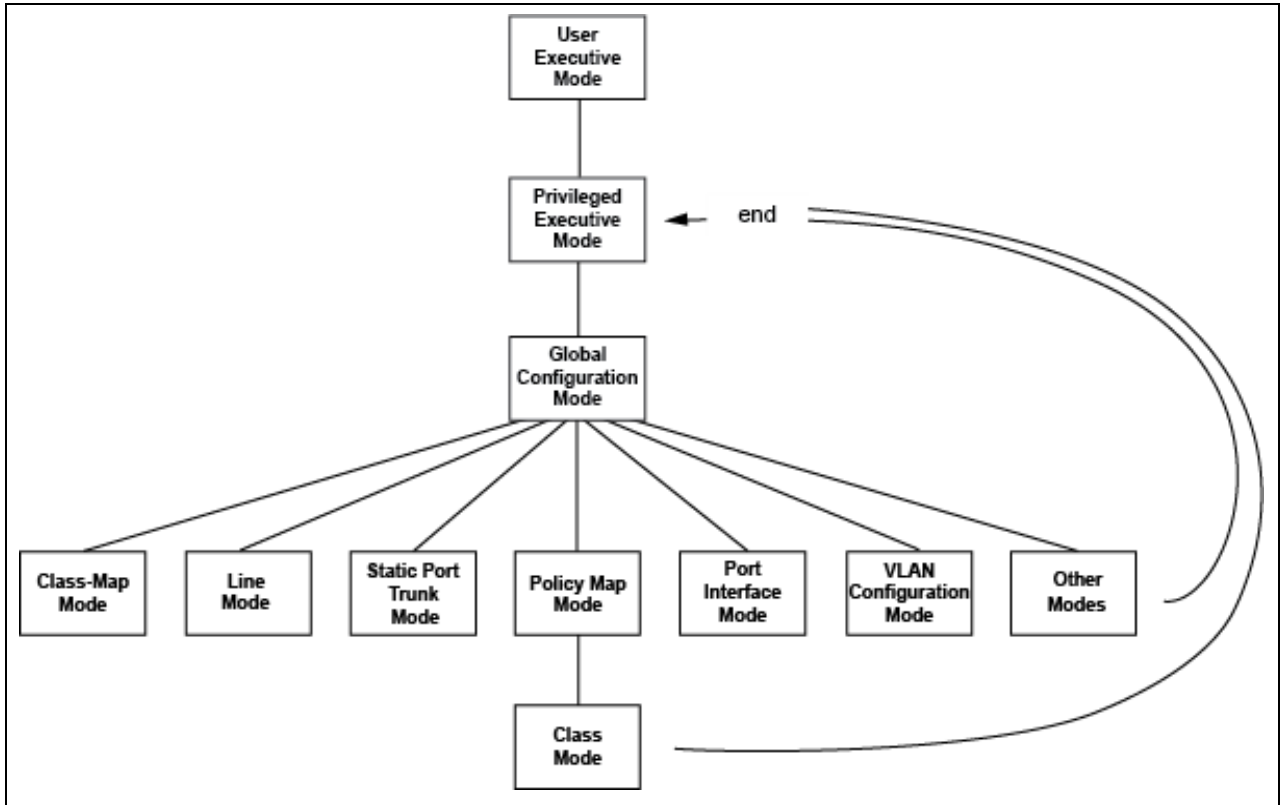 User
Executive
Mode
Privileged
Executive
Mode
end
Global
Configuration
Mode
Class-Map
Mode
Line
Mode
Static Port
Trunk
Mode
Policy Map
Mode
Port
Interface
Mode
VLAN
Configuration
Mode
Other
Modes
Class
Mode